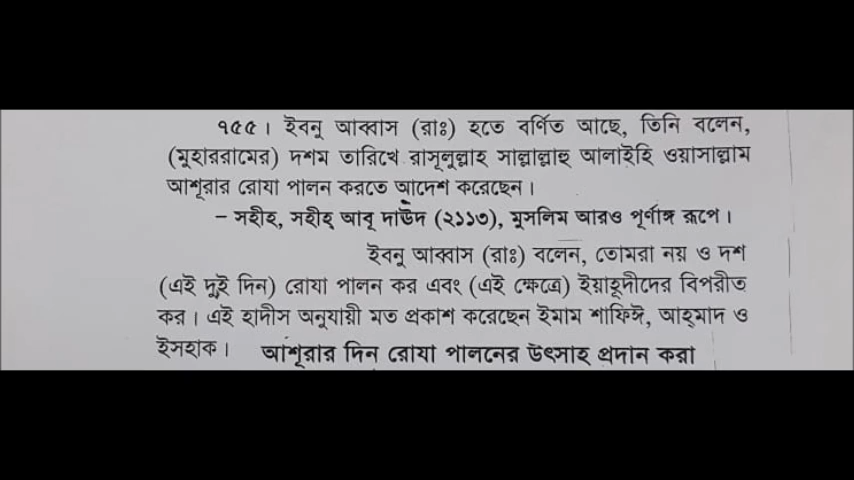 ৭৫৫। ইবনু আব্বাস (রাঃ) হতে বর্ণিত আছে, তিনি বলেন,
(মুহাররামের) দশম তারিখে রাসূলুল্লাহ সাল্লাল্লাহু আলাইহি ওয়াসাল্লাম
আশূরার রোযা পালন করতে আদেশ করেছেন।
– সহীহ, সহীহ্ আবূ দাঊদ (২১১৩), মুসলিম আরও পূর্ণাঙ্গ রূপে।
ইবনু আব্বাস (রাঃ) বলেন, তোমরা নয় ও দশ
(এই দুই দিন) রোযা পালন কর এবং (এই ক্ষেত্রে) ইয়াহূদীদের বিপরীত
কর। এই হাদীস অনুযায়ী মত প্রকাশ করেছেন ইমাম শাফিঈ, আহ্‌মাদ ও
ইসহাক। আশূরার দিন রোযা পালনের উৎসাহ প্রদান করা